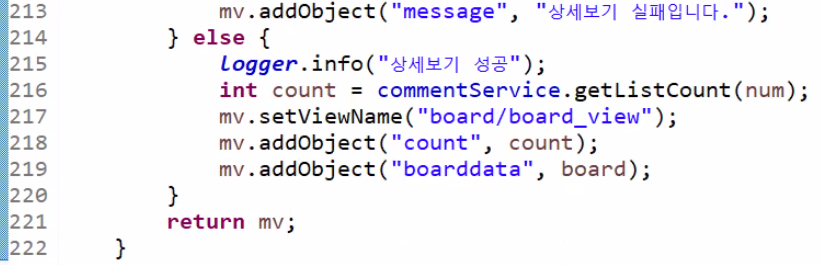 213 mv.addObject("message", "상세보기 실패입니다.");
214 } else {
215 logger.info("상세보기 성공");
216 int count = commentService.getListCount(num);
217 mv.setViewName("board/board_view");
218 mv.addObject("count", count);
219 mv.addObject("boarddata", board);
220 }
221 return mv;
222 }